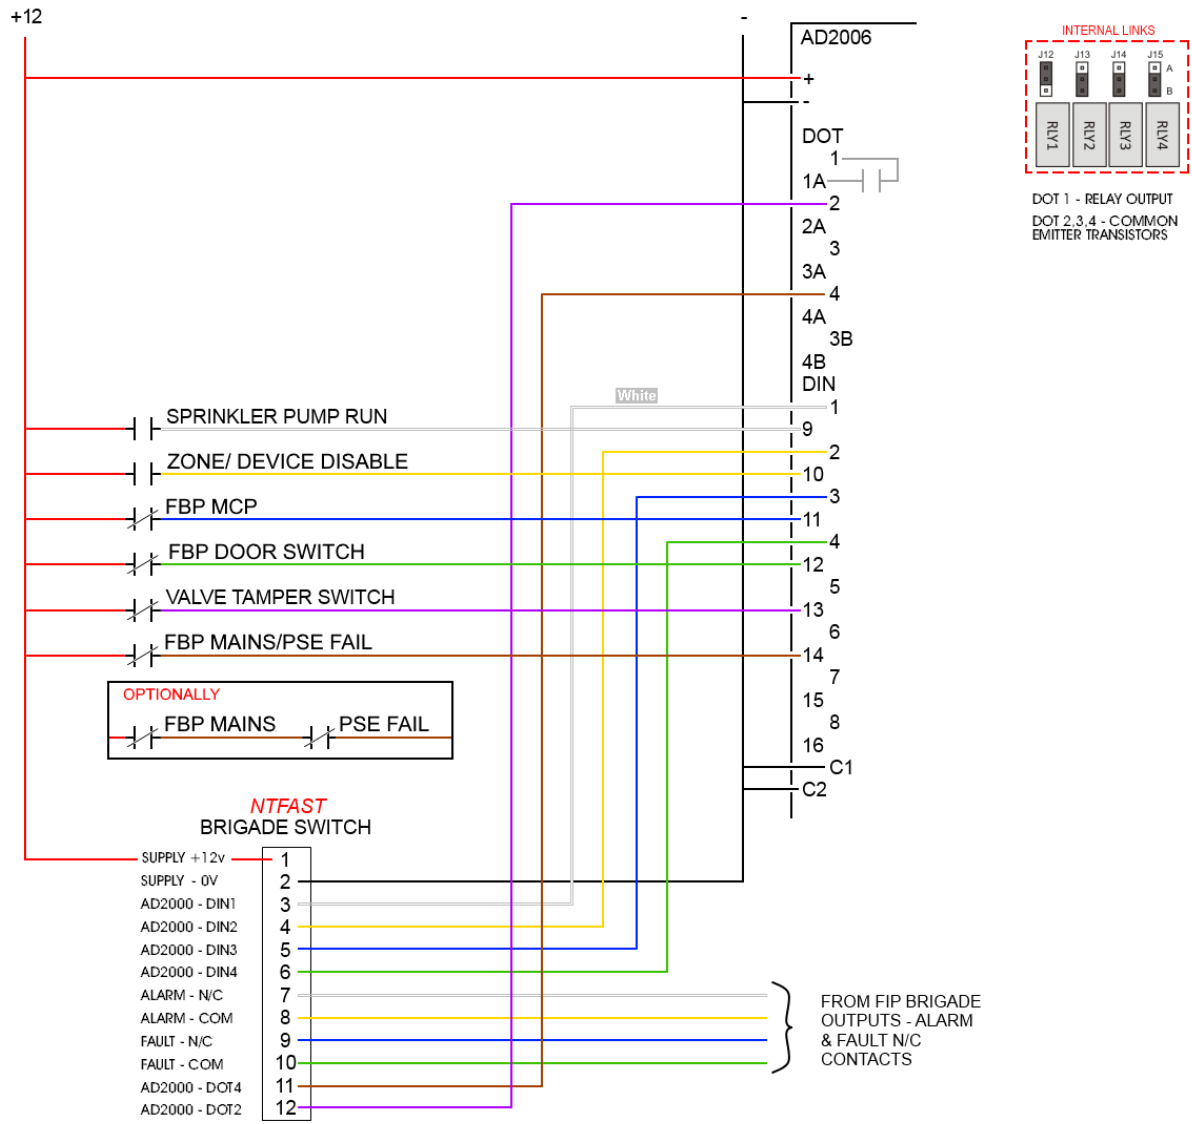 +12
-
AD2006
+
-
DOT
1
1A
2
2A
3
3A
4
4A
3B
4B
DIN
White
1
SPRINKLER PUMP RUN
9
2
ZONE/ DEVICE DISABLE
10
3
FBP MCP
11
4
FBP DOOR SWITCH
12
5
VALVE TAMPER SWITCH
13
6
FBP MAINS/PSE FAIL
14
7
15
8
16
C1
C2
OPTIONALLY
FBP MAINS
PSE FAIL
NTFAST
BRIGADE SWITCH
SUPPLY +12v 1
SUPPLY - 0V 2
AD2000 - DIN1 3
AD2000 - DIN2 4
AD2000 - DIN3 5
AD2000 - DIN4 6
ALARM - N/C 7
ALARM - COM 8
FAULT - N/C 9
FAULT - COM 10
AD2000 - DOT4 11
AD2000 - DOT2 12
FROM FIP BRIGADE
OUTPUTS - ALARM
& FAULT N/C
CONTACTS
INTERNAL LINKS
J12 J13 J14 J15
A
B
RLY1 RLY2 RLY3 RLY4
DOT 1 - RELAY OUTPUT
DOT 2,3,4 - COMMON
EMITTER TRANSISTORS